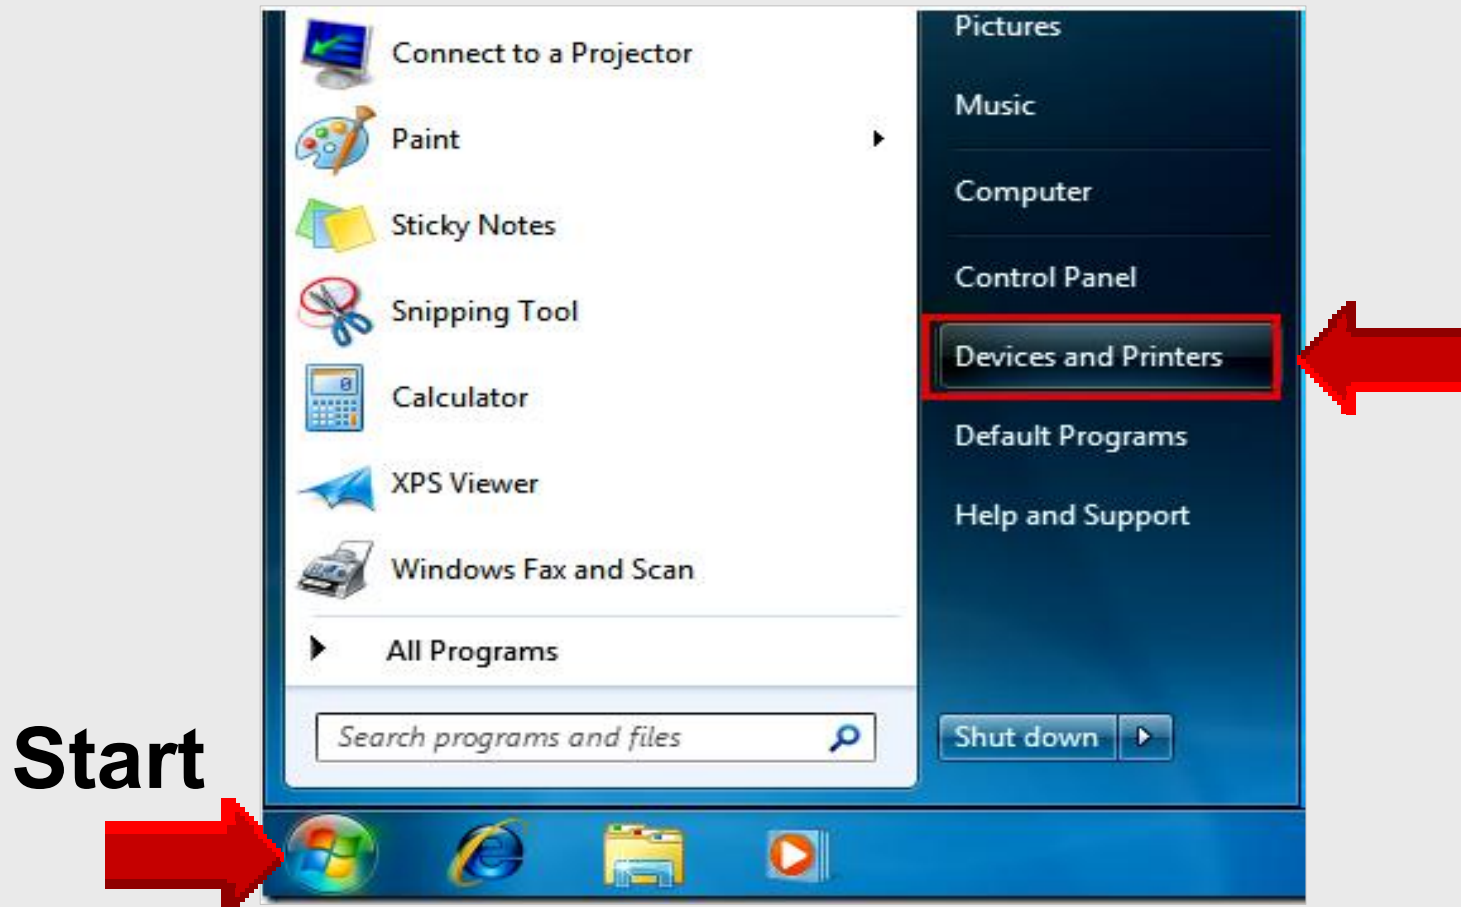 Connect to a Projector
Paint
Sticky Notes
Snipping Tool
Calculator
0
XPS Viewer
Windows Fax and Scan
All Programs
Search programs and files
Pictures
Music
Computer
Control Panel
Devices and Printers
Default Programs
Help and Support
Shut down
Start